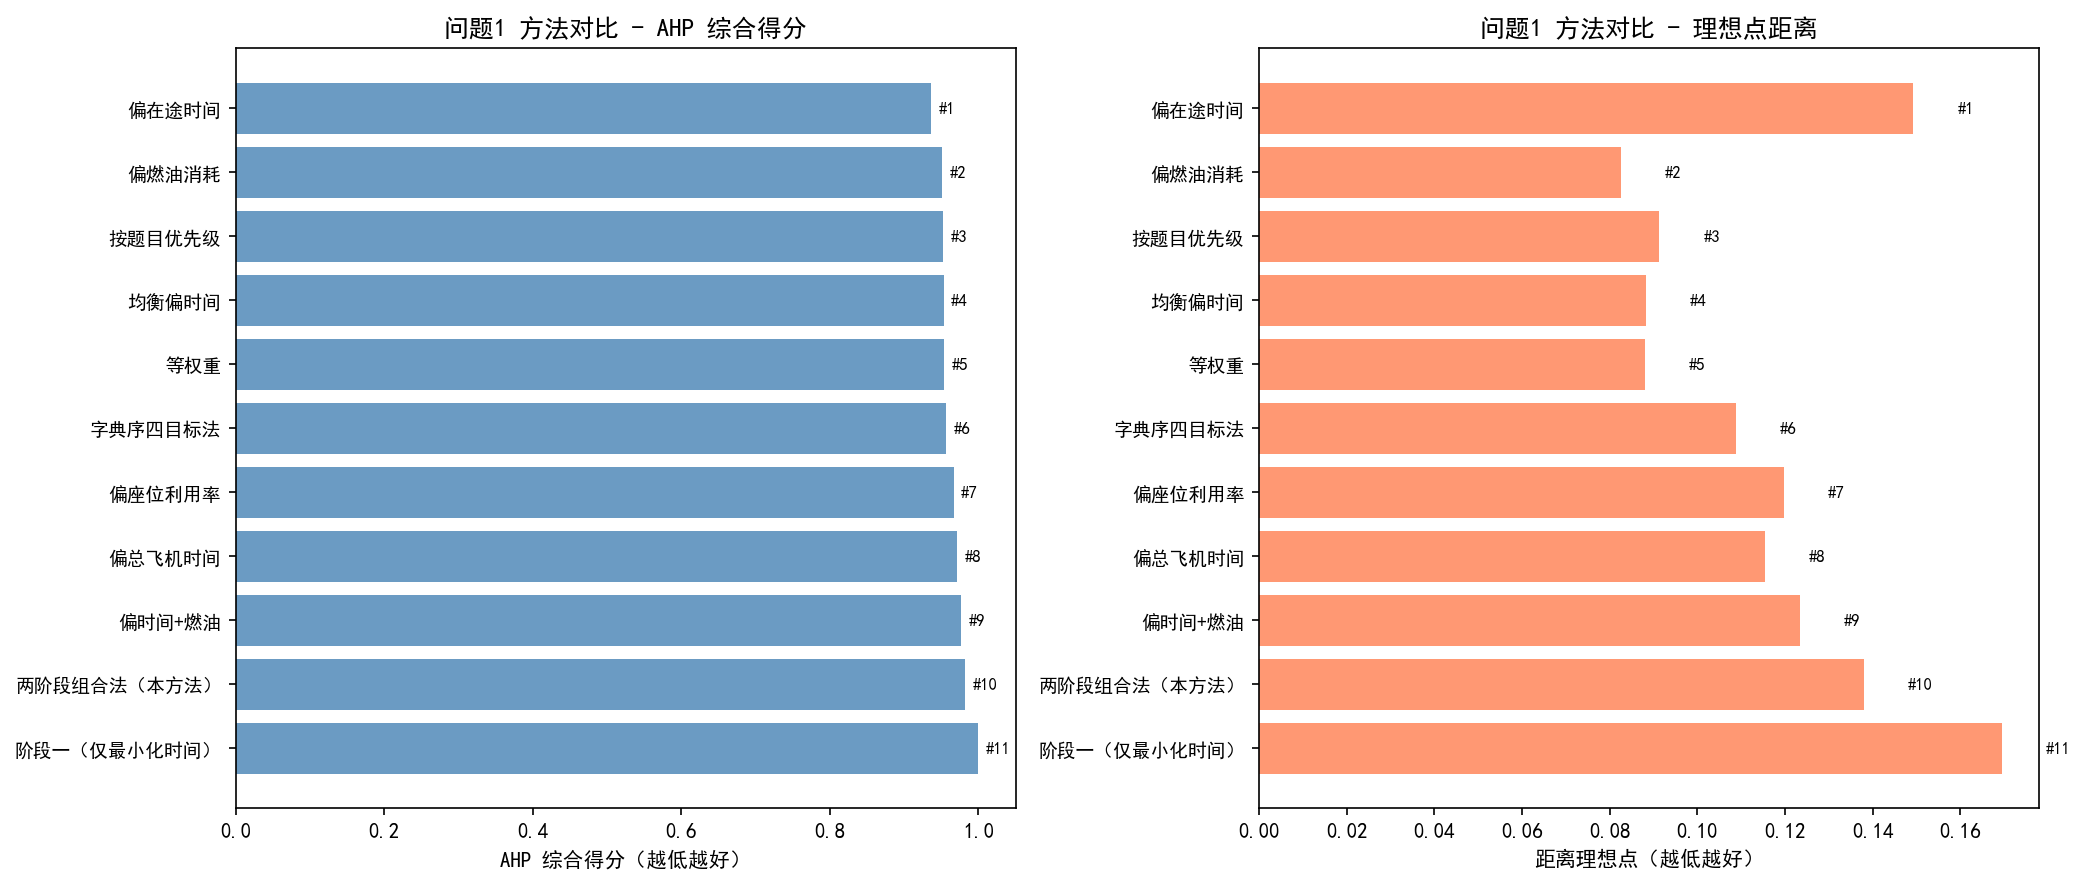 问题1 方法对比 - AHP 综合得分
偏在途时间
#1
偏燃油消耗
#2
按题目优先级
#3
均衡偏时间
#4
等权重
#5
字典序四目标法
#6
偏座位利用率
#7
偏总飞机时间
#8
偏时间+燃油
#9
两阶段组合法（本方法）
#10
阶段一（仅最小化时间）
#11
0.0 0.2 0.4 0.6 0.8 1.0
AHP 综合得分（越低越好）
问题1 方法对比 - 理想点距离
偏在途时间
#1
偏燃油消耗
#2
按题目优先级
#3
均衡偏时间
#4
等权重
#5
字典序四目标法
#6
偏座位利用率
#7
偏总飞机时间
#8
偏时间+燃油
#9
两阶段组合法（本方法）
#10
阶段一（仅最小化时间）
#11
0.00 0.02 0.04 0.06 0.08 0.10 0.12 0.14 0.16
距离理想点（越低越好）